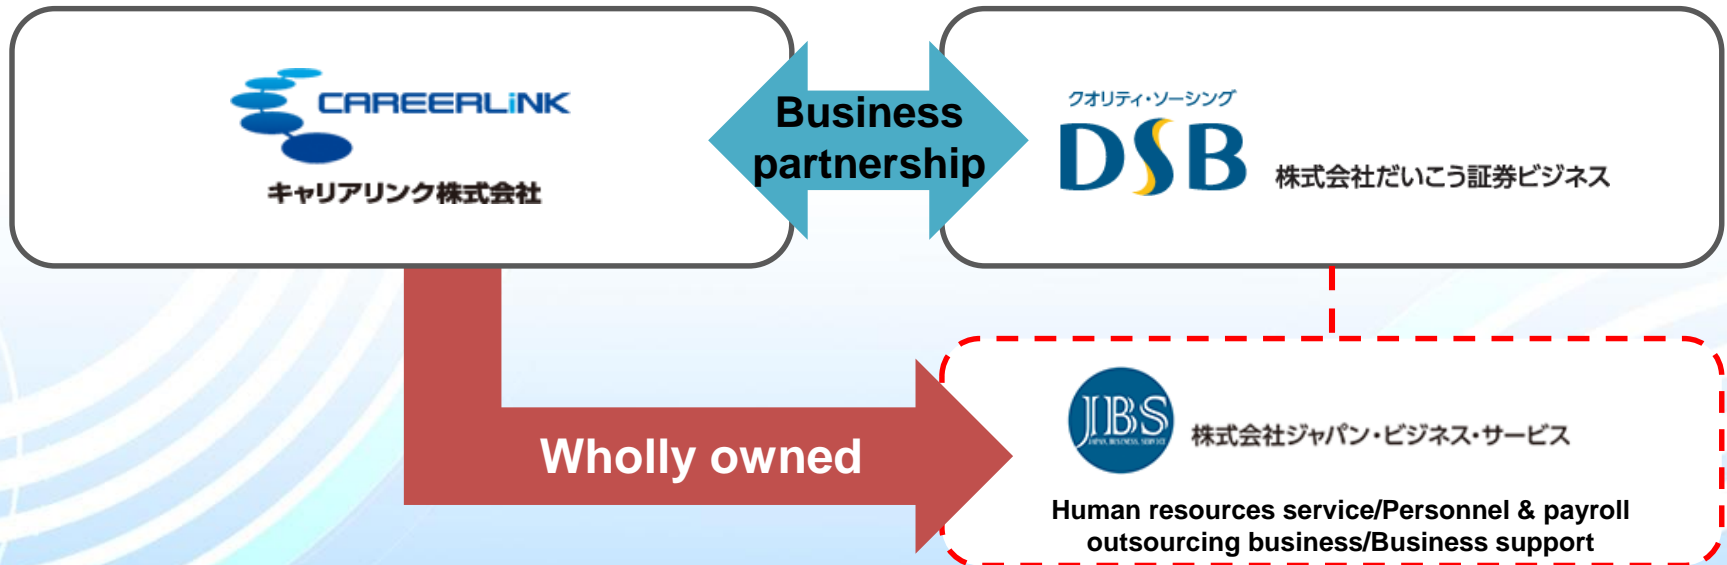 CAREERLiNK
キャリアリンク株式会社
Business
partnership
クオリティ・ソーシング
DSB
株式会社だいこう証券ビジネス
Wholly owned
JBS
JAPAN BUSINESS SERVICE
株式会社ジャパン・ビジネス・サービス
Human resources service/Personnel & payroll
outsourcing business/Business support